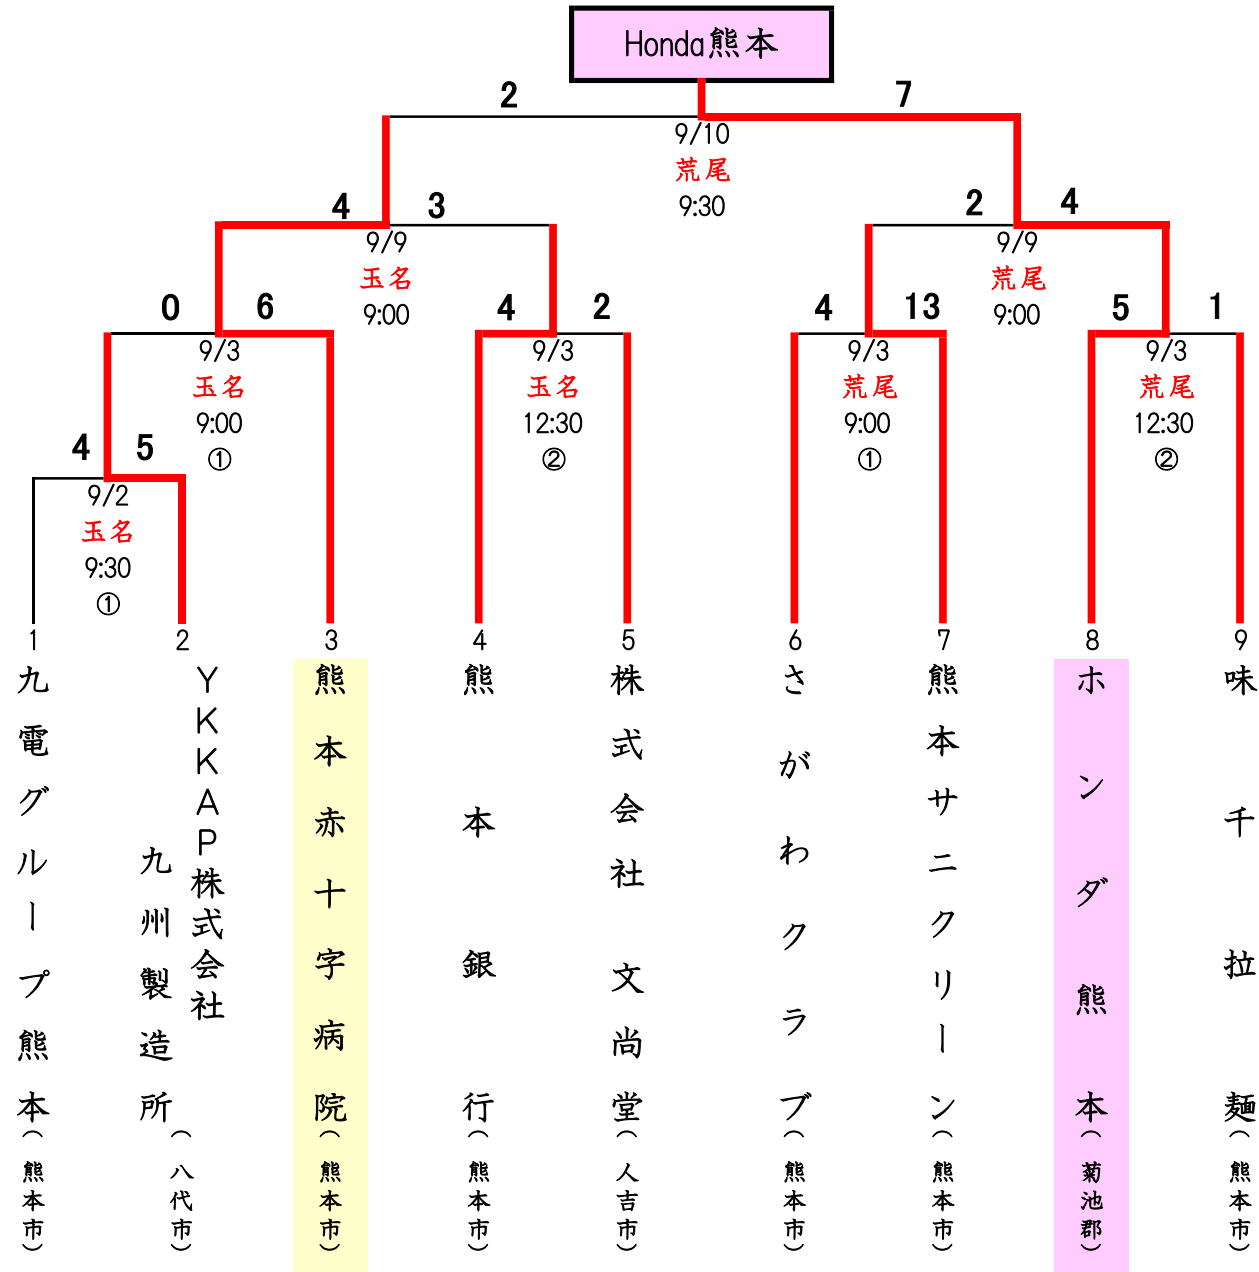 Honda熊本
2
7
9/10
荒尾
9:30
4
3
9/9
玉名
9:00
2
4
9/9
荒尾
9:00
0
6
9/3
玉名
9:00
①
4
2
9/3
玉名
12:30
②
4
13
9/3
荒尾
9:00
①
5
1
9/3
荒尾
12:30
②
4
5
9/2
玉名
9:30
①
1
九電グループ熊本(熊本市)
2
YKKAP株式会社
九州製造所(八代市)
3
熊本赤十字病院(熊本市)
4
熊本銀行(熊本市)
5
株式会社 文尚堂(人吉市)
6
さがわクラブ(熊本市)
7
熊本サニクリーン(熊本市)
8
ホンダ熊本(菊池郡)
9
味千拉麺(熊本市)